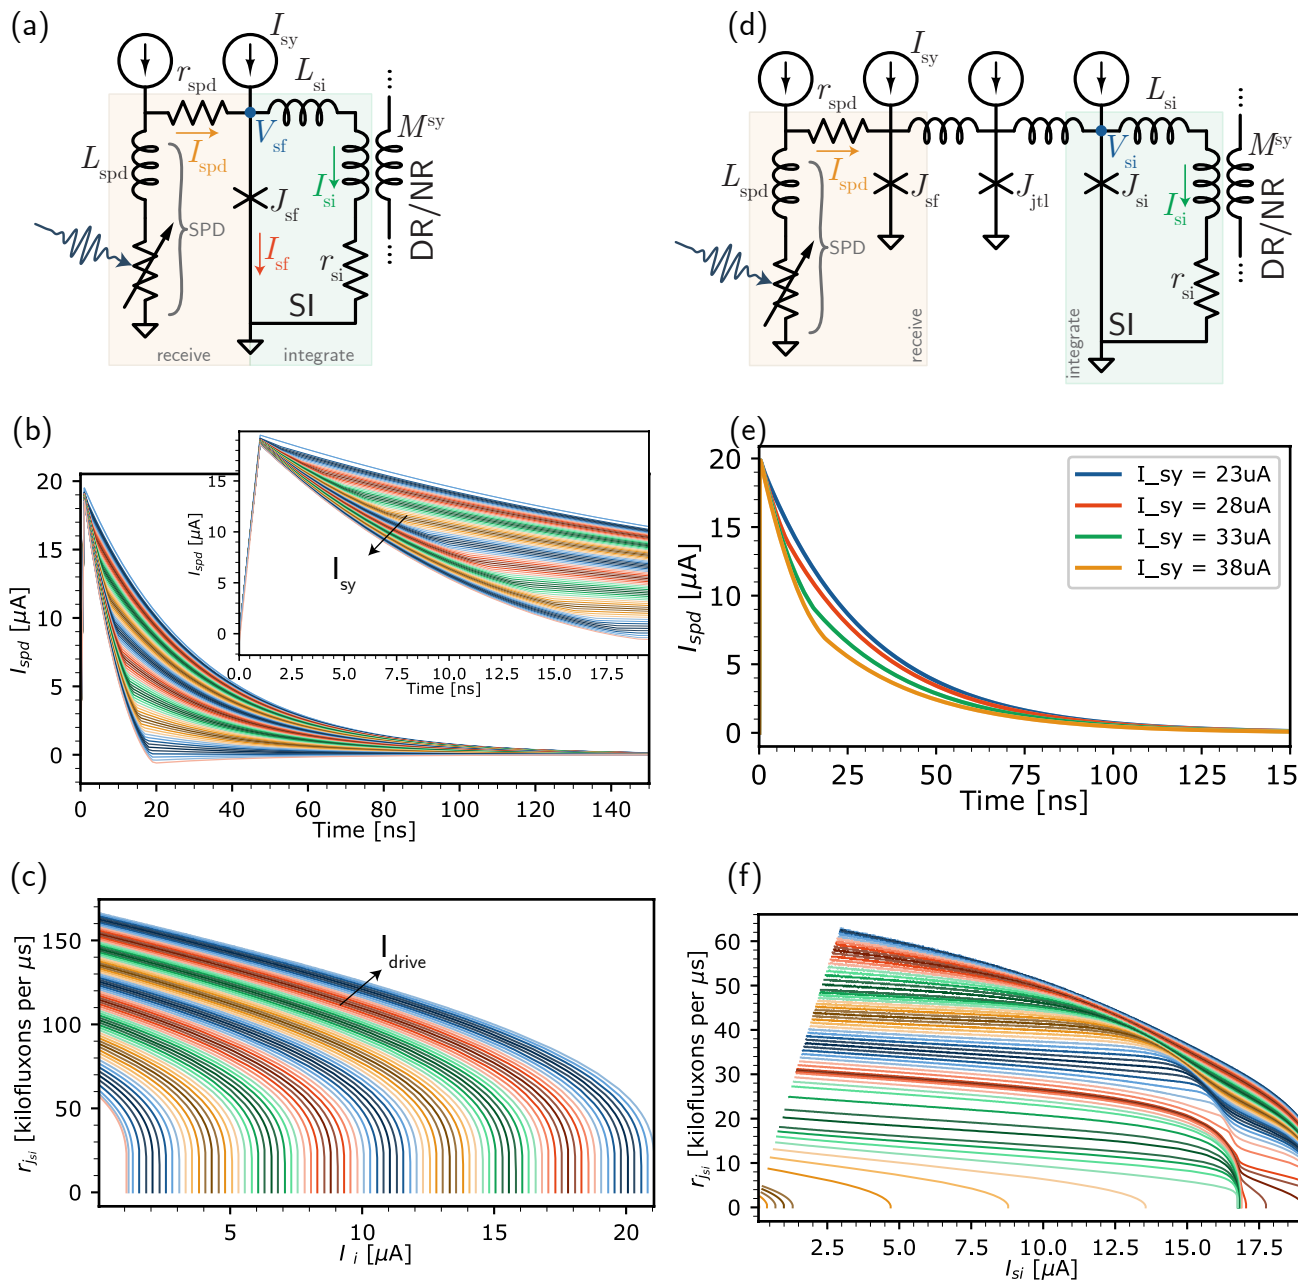 (a)
I_sy
r_spd
L_si
M^sy
V_sf
I_spd
L_spd
SPD
J_sf
I_si
I_sf
r_si
DR/NR
SI
receive
integrate
(d)
I_sy
r_spd
L_si
M^sy
V_si
I_spd
L_spd
SPD
J_sf
J_jtl
J_si
I_si
r_si
DR/NR
SI
receive
integrate
(b)
I_spd [μA]
20
15
10
5
0
0 20 40 60 80 100 120 140
Time [ns]
I_spd [μA]
15
10
5
0
I_sy
0.0 2.5 5.0 7.5 10.0 12.5 15.0 17.5
Time [ns]
(e)
I_spd [μA]
20
15
10
5
0
I_sy = 23uA
I_sy = 28uA
I_sy = 33uA
I_sy = 38uA
0 25 50 75 100 125 150
Time [ns]
(c)
r_jsi [kilofluxons per μs]
150
100
50
0
I_drive
5 10 15 20
I_i [μA]
(f)
r_jsi [kilofluxons per μs]
60
50
40
30
20
10
0
2.5 5.0 7.5 10.0 12.5 15.0 17.5
I_si [μA]